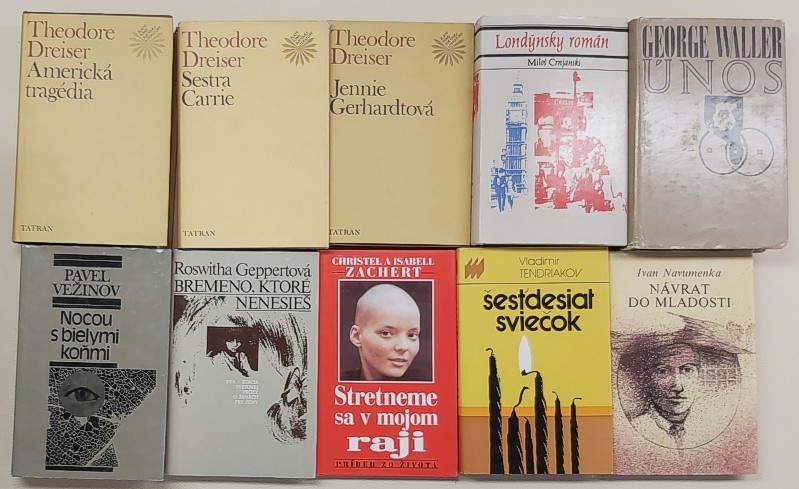 Theodore
Dreiser
Americká
tragédia
TATRAN
Theodore
Dreiser
Sestra
Carrie
TATRAN
Theodore
Dreiser
Jennie
Gerhardtová
TATRAN
Londýnsky román
Miloš Crnjanski
GEORGE WALLER
ÚNOS
PAVEL
VEŽINOV
Nocou
s bielymi
koňmi
Roswitha Geppertová
BREMENO, KTORÉ
NENESIEŠ
CHRISTEL A ISABELL
ZACHERT
Stretneme
sa v mojom
raji
PRÍBEH ZO ŽIVOTA
Vladimir
TENDRIAKOV
šesťdesiat
sviečok
Ivan Navumenka
NÁVRAT
DO MLADOSTI